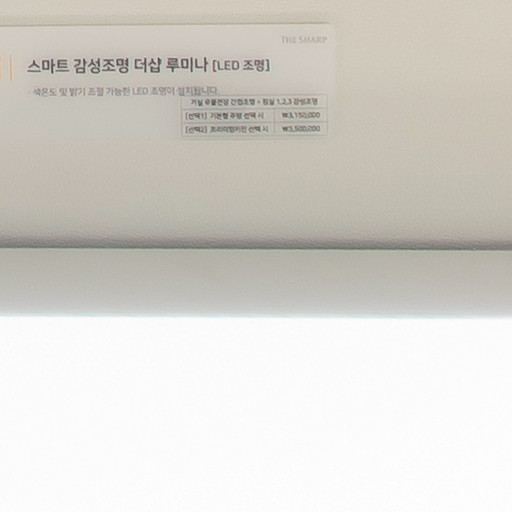 THE SHARP
스마트 감성조명 더샵 루미나 [LED 조명]
색온도 및 밝기 조절 가능한 LED 조명이 설치됩니다.
거실 우물천장 간접조명 + 침실 1,2,3 감성조명
[선택1] 기본형 주방 선택 시 ₩3,150,000
[선택2] 프리미엄키친 선택 시 ₩3,500,000